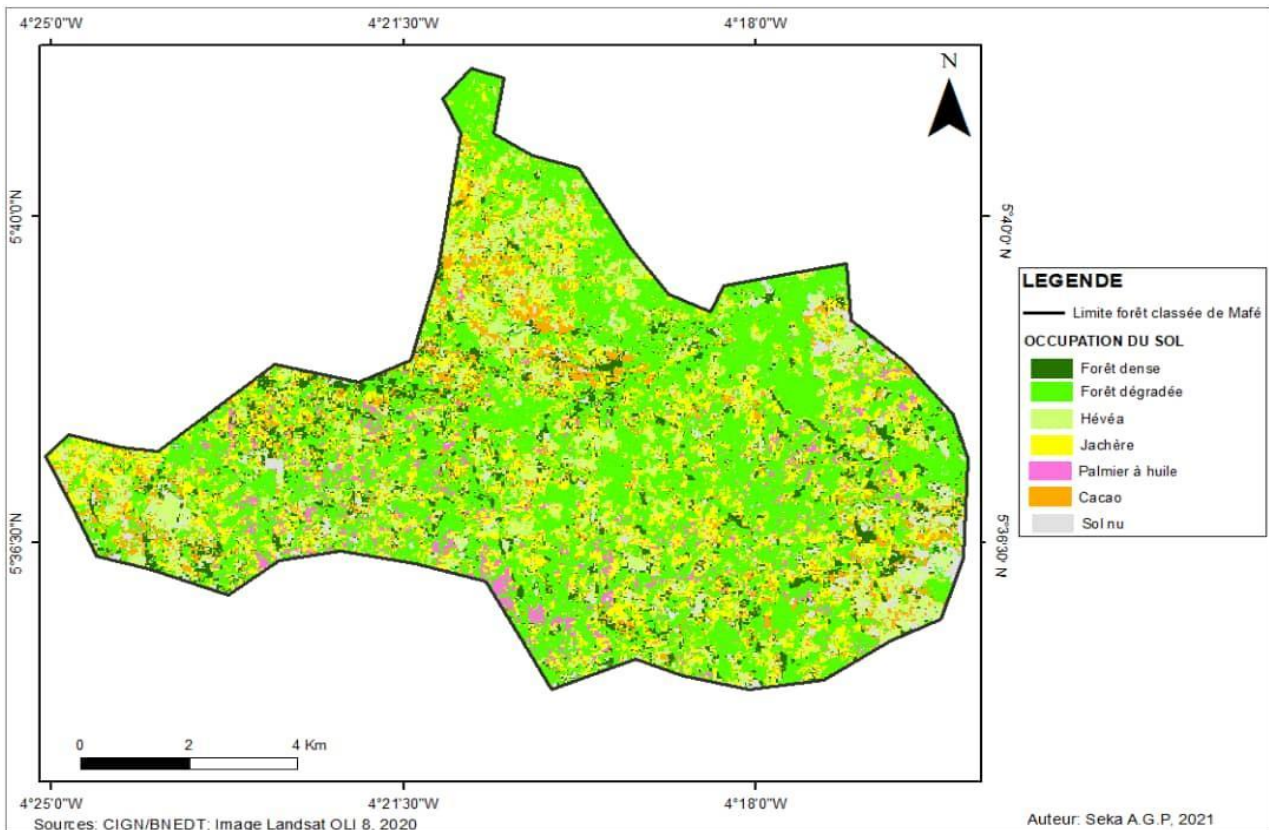 4°25'0"W 4°21'30"W 4°18'0"W
N
5°40'0"N
5°40'0"N
LEGENDE
Limite forêt classée de Mafé
OCCUPATION DU SOL
Forêt dense
Forêt dégradée
Hévéa
Jachère
Palmier à huile
Cacao
Sol nu
5°36'30"N
5°36'30"N
0 2 4 Km
4°25'0"W 4°21'30"W 4°18'0"W
Sources: CIGN/BNEDT; Image Landsat OLI 8, 2020
Auteur: Seka A.G.P, 2021